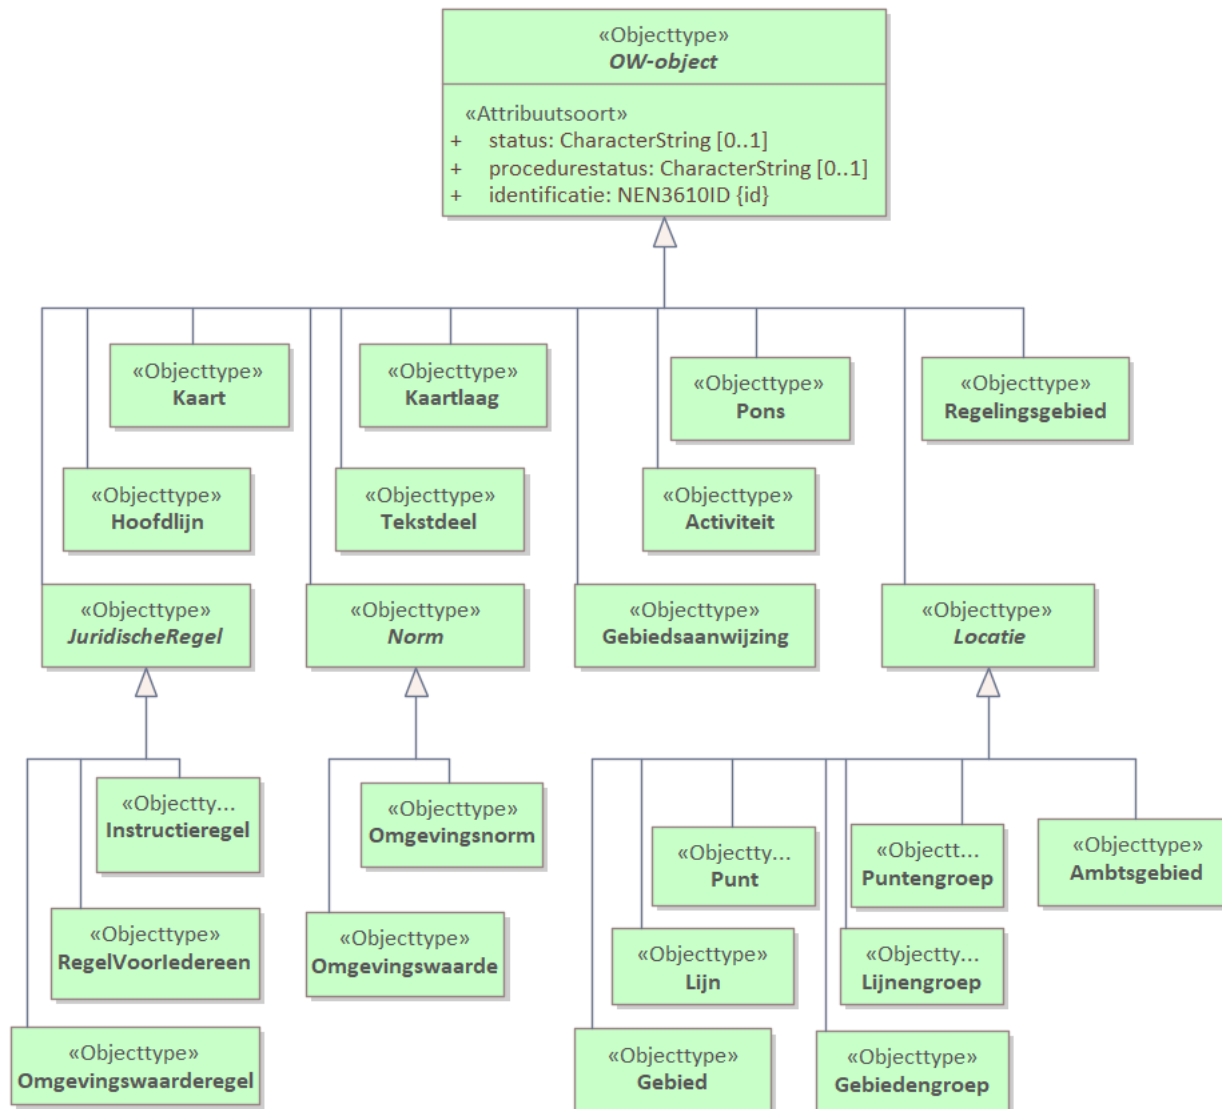 «Objecttype»
OW-object
«Attribuutsoort»
+ status: CharacterString [0..1]
+ procedurestatus: CharacterString [0..1]
+ identificatie: NEN3610ID {id}
«Objecttype»
Kaart
«Objecttype»
Kaartlaag
«Objecttype»
Pons
«Objecttype»
Regelingsgebied
«Objecttype»
Hoofdlijn
«Objecttype»
Tekstdeel
«Objecttype»
Activiteit
«Objecttype»
JuridischeRegel
«Objecttype»
Norm
«Objecttype»
Gebiedsaanwijzing
«Objecttype»
Locatie
«Objectty...
Instructieregel
«Objecttype»
Omgevingsnorm
«Objectty...
Punt
«Objectt...
Puntengroep
«Objecttype»
Ambtsgebied
«Objecttype»
RegelVoorIedereen
«Objecttype»
Omgevingswaarde
«Objecttype»
Lijn
«Objectty...
Lijnengroep
«Objecttype»
Omgevingswaarderegel
«Objecttype»
Gebied
«Objecttype»
Gebiedengroep